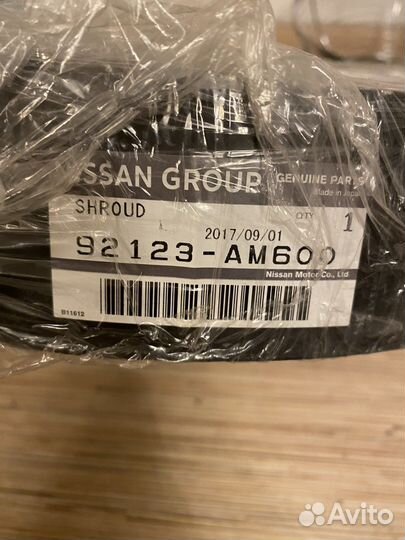 ISSAN GROUP GENUINE PARTS
Made in Japan
SHROUD QTY 1
2017/09/01
92123-AM600
Nissan Motor Co., Ltd
B11612
Avito